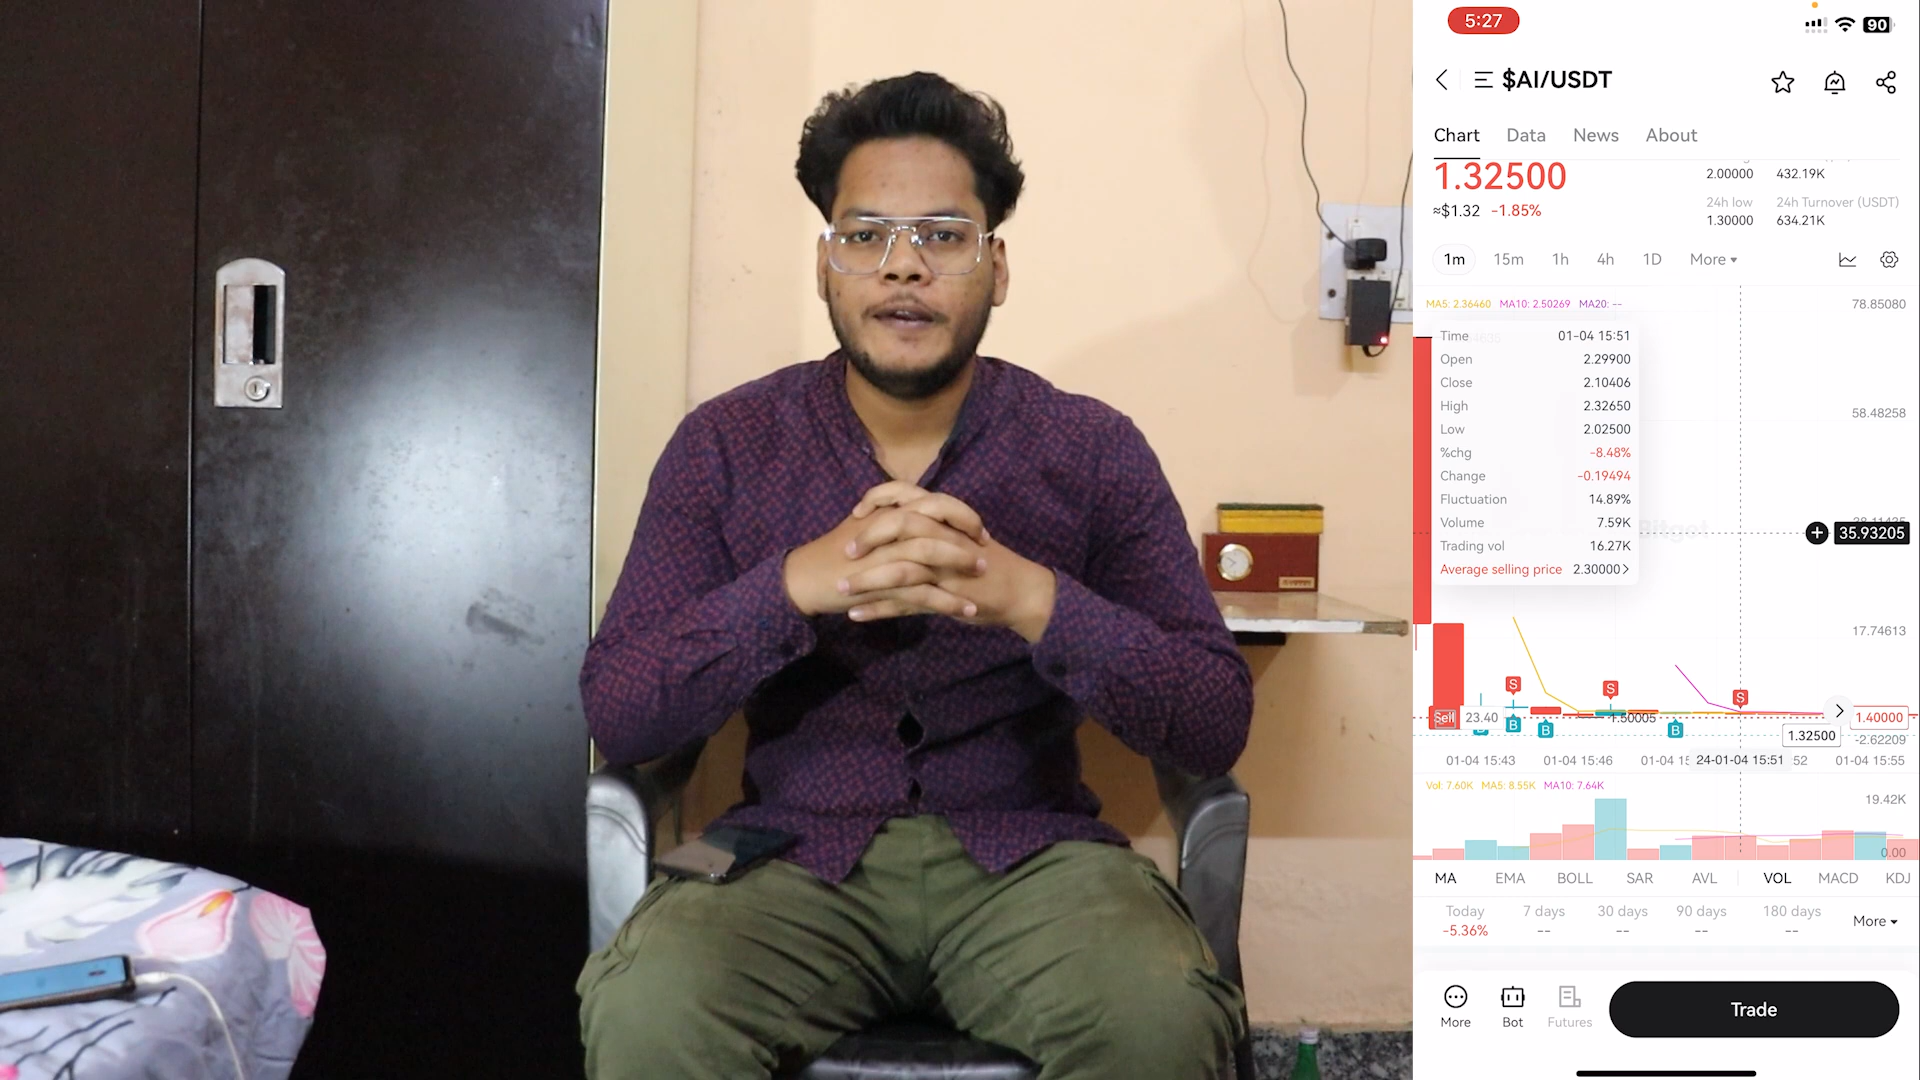 5:27
90
$AI/USDT
Chart Data News About
1.32500
2.00000 432.19K
≈$1.32 -1.85%
24h low 24h Turnover (USDT)
1.30000 634.21K
1m 15m 1h 4h 1D More
MA5: 2.36460 MA10: 2.50269 MA20: --
78.85080
Time 01-04 15:51
Open 2.29900
Close 2.10406
High 2.32650
Low 2.02500
%chg -8.48%
Change -0.19494
Fluctuation 14.89%
Volume 7.59K
Trading vol 16.27K
Average selling price 2.30000
58.48258
35.93205
17.74613
S S S
Sell 23.40 1.50005 1.40000
B B B B
1.32500
-2.62209
01-04 15:43 01-04 15:46 01-04 15 24-01-04 15:51 52 01-04 15:55
Vol: 7.60K MA5: 8.55K MA10: 7.64K
19.42K
0.00
MA EMA BOLL SAR AVL VOL MACD KDJ
Today 7 days 30 days 90 days 180 days More
-5.36% -- -- -- --
More Bot Futures Trade